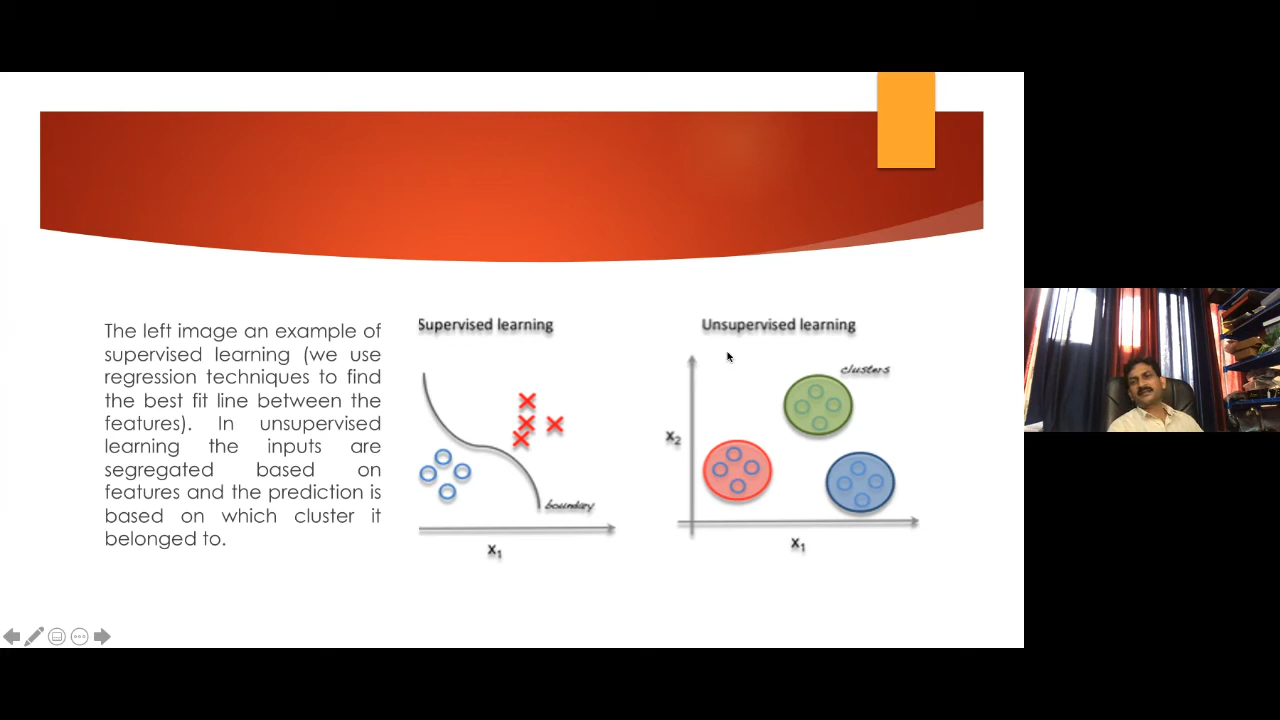 The left image an example of
supervised learning (we use
regression techniques to find
the best fit line between the
features). In unsupervised
learning the inputs are
segregated based on
features and the prediction is
based on which cluster it
belonged to.
Supervised learning
boundary
x₁
Unsupervised learning
clusters
x₂
x₁